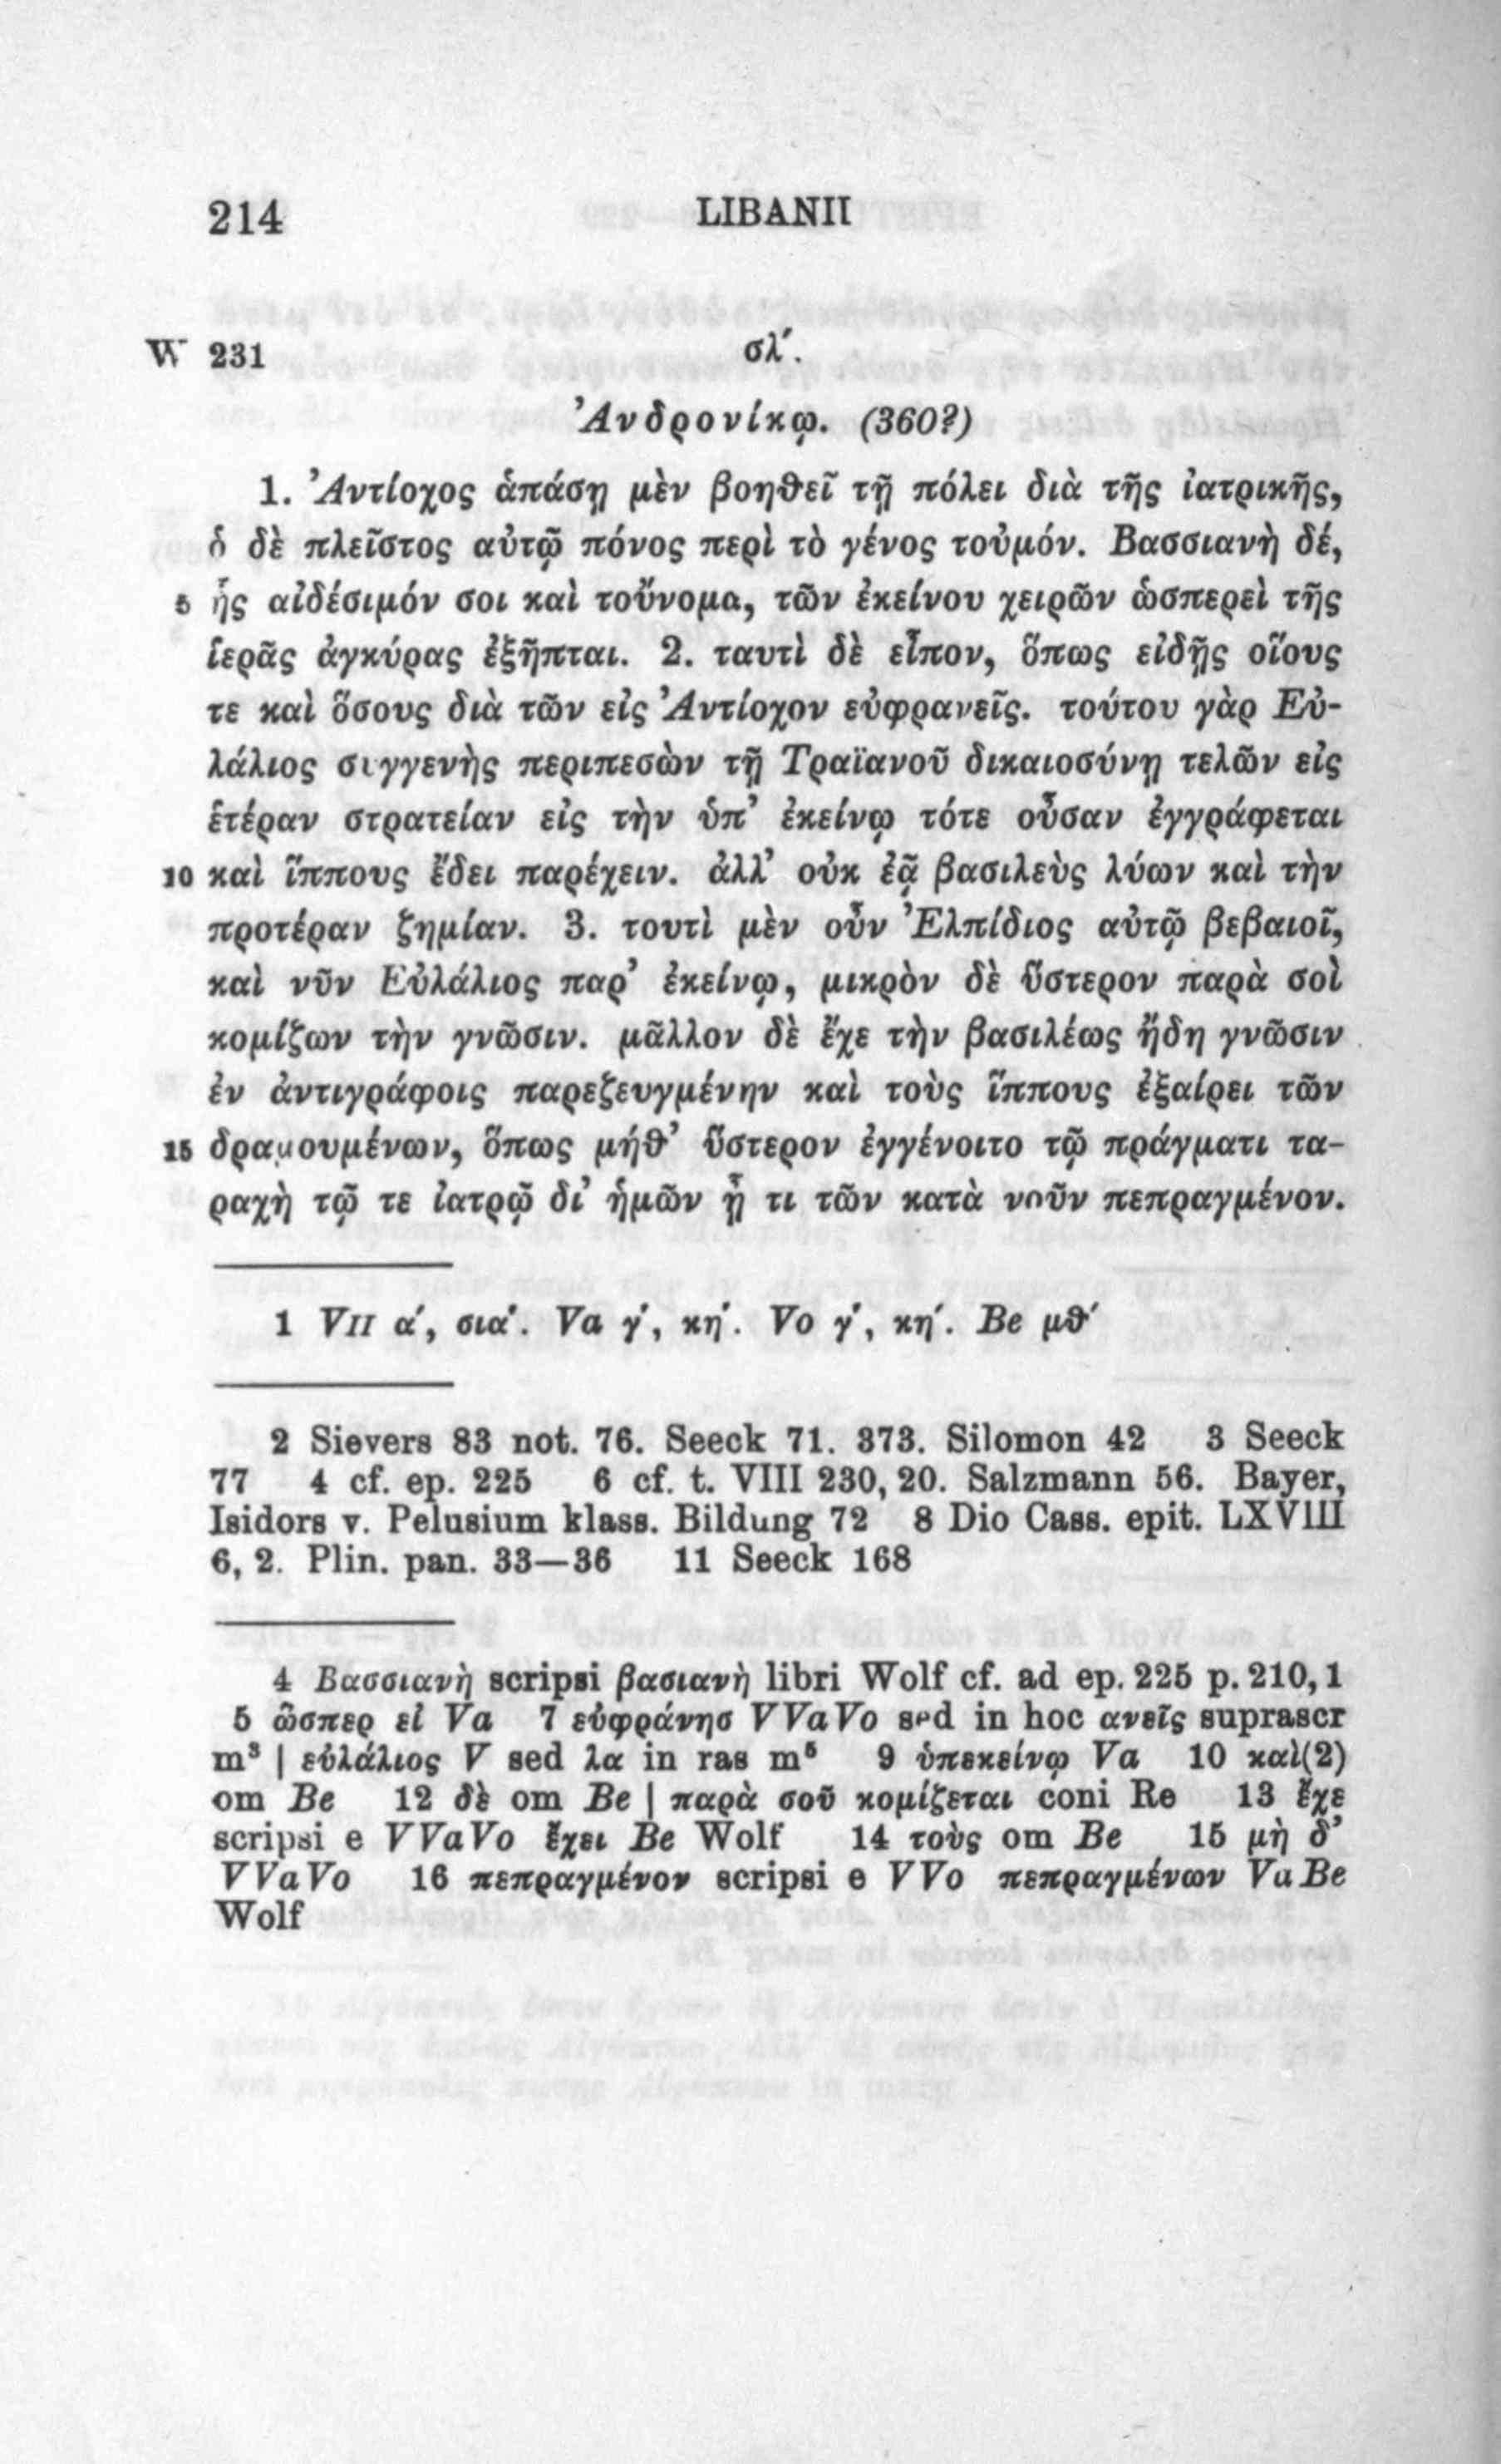 214 LIBANII
W 231 σλ´.
Ἀνδρονίκῳ. (360?)
1. Ἀντίοχος ἁπάσῃ μὲν βοηθεῖ τῇ πόλει διὰ τῆς ἰατρικῆς,
ὁ δὲ πλεῖστος αὐτῷ πόνος περὶ τὸ γένος τοὐμόν. Βασσιανὴ δέ,
5 ἧς αἰδέσιμόν σοι καὶ τοὔνομα, τῶν ἐκείνου χειρῶν ὡσπερεὶ τῆς
ἱερᾶς ἀγκύρας ἐξῆπται. 2. ταυτὶ δὲ εἶπον, ὅπως εἰδῇς οἵους
τε καὶ ὅσους διὰ τῶν εἰς Ἀντίοχον εὐφρανεῖς. τούτου γὰρ Εὐ-
λάλιος συγγενὴς περιπεσὼν τῇ Τραϊανοῦ δικαιοσύνῃ τελῶν εἰς
ἑτέραν στρατείαν εἰς τὴν ὑπ’ ἐκείνῳ τότε οὖσαν ἐγγράφεται
10 καὶ ἵππους ἔδει παρέχειν. ἀλλ’ οὐκ ἐᾷ βασιλεὺς λύων καὶ τὴν
προτέραν ζημίαν. 3. τουτὶ μὲν οὖν Ἐλπίδιος αὐτῷ βεβαιοῖ,
καὶ νῦν Εὐλάλιος παρ’ ἐκείνῳ, μικρὸν δὲ ὕστερον παρὰ σοὶ
κομίζων τὴν γνῶσιν. μᾶλλον δὲ ἔχε τὴν βασιλέως ἤδη γνῶσιν
ἐν ἀντιγράφοις παρεζευγμένην καὶ τοὺς ἵππους ἐξαίρει τῶν
15 δραμουμένων, ὅπως μήθ’ ὕστερον ἐγγένοιτο τῷ πράγματι τα-
ραχὴ τῷ τε ἰατρῷ δι’ ἡμῶν ᾖ τι τῶν κατὰ νοῦν πεπραγμένον.
1 VII α´, σια´. Va γ´, κη´. Vo γ´, κη´. Be μθ´
2 Sievers 83 not. 76. Seeck 71. 373. Silomon 42 3 Seeck
77 4 cf. ep. 225 6 cf. t. VIII 230, 20. Salzmann 56. Bayer,
Isidors v. Pelusium klass. Bildung 72 8 Dio Cass. epit. LXVIII
6, 2. Plin. pan. 33—36 11 Seeck 168
4 Βασσιανὴ scripsi βασιανὴ libri Wolf cf. ad ep. 225 p. 210, 1
5 ὥσπερ εἰ Va 7 εὐφράνησ V Va Vo sed in hoc ανεῖς suprascr
m³ | εὐλάλιος V sed λα in ras m⁵ 9 ὑπεκείνῳ Va 10 καὶ(2)
om Be 12 δὲ om Be | παρὰ σοῦ κομίζεται coni Re 13 ἔχε
scripsi e V Va Vo ἔχει Be Wolf 14 τοὺς om Be 15 μὴ δ’
V Va Vo 16 πεπραγμένον scripsi e V Vo πεπραγμένων Va Be
Wolf